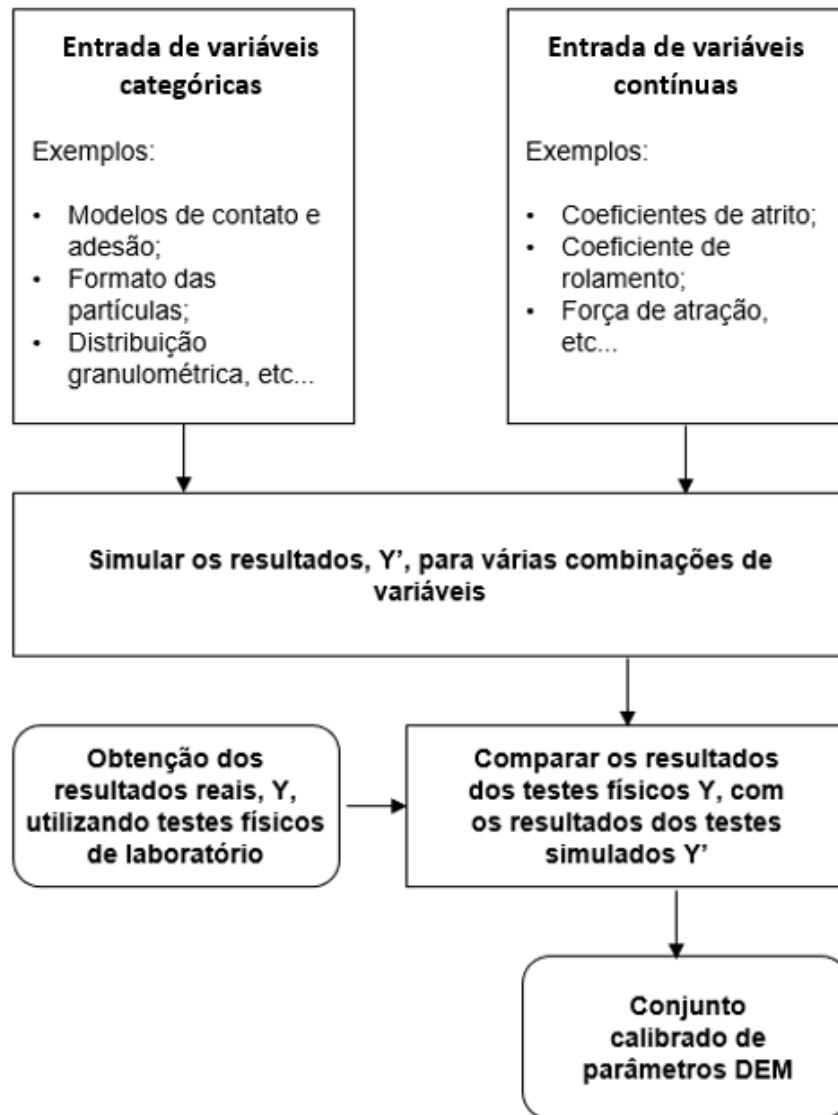 Entrada de variáveis
categóricas
Exemplos:
• Modelos de contato e
adesão;
• Formato das
partículas;
• Distribuição
granulométrica, etc...
Entrada de variáveis
contínuas
Exemplos:
• Coeficientes de atrito;
• Coeficiente de
rolamento;
• Força de atração,
etc...
Simular os resultados, Y’, para várias combinações de
variáveis
Obtenção dos
resultados reais, Y,
utilizando testes físicos
de laboratório
Comparar os resultados
dos testes físicos Y, com
os resultados dos testes
simulados Y’
Conjunto
calibrado de
parâmetros DEM